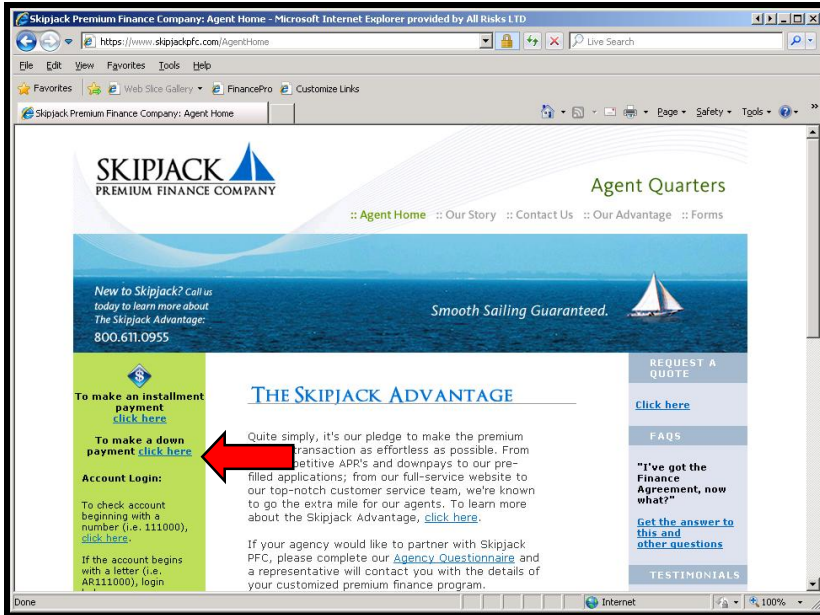 Skipjack Premium Finance Company: Agent Home - Microsoft Internet Explorer provided by All Risks LTD
https://www.skipjackpfc.com/AgentHome
Live Search
File Edit View Favorites Tools Help
Favorites Web Slice Gallery FinancePro Customize Links
Skipjack Premium Finance Company: Agent Home
Page Safety Tools
SKIPJACK
PREMIUM FINANCE COMPANY
Agent Quarters
:: Agent Home :: Our Story :: Contact Us :: Our Advantage :: Forms
New to Skipjack? Call us
today to learn more about
The Skipjack Advantage:
800.611.0955
Smooth Sailing Guaranteed.
To make an installment
payment
click here
To make a down
payment click here
Account Login:
To check account
beginning with a
number (i.e. 111000),
click here.
If the account begins
with a letter (i.e.
AR111000), login
THE SKIPJACK ADVANTAGE
Quite simply, it's our pledge to make the premium
transaction as effortless as possible. From
petitive APR's and downpays to our pre-
filled applications; from our full-service website to
our top-notch customer service team, we're known
to go the extra mile for our agents. To learn more
about the Skipjack Advantage, click here.
If your agency would like to partner with Skipjack
PFC, please complete our Agency Questionnaire and
a representative will contact you with the details of
your customized premium finance program.
REQUEST A
QUOTE
Click here
FAQS
"I've got the
Finance
Agreement, now
what?"
Get the answer to
this and
other questions
TESTIMONIALS
Done
Internet
100%